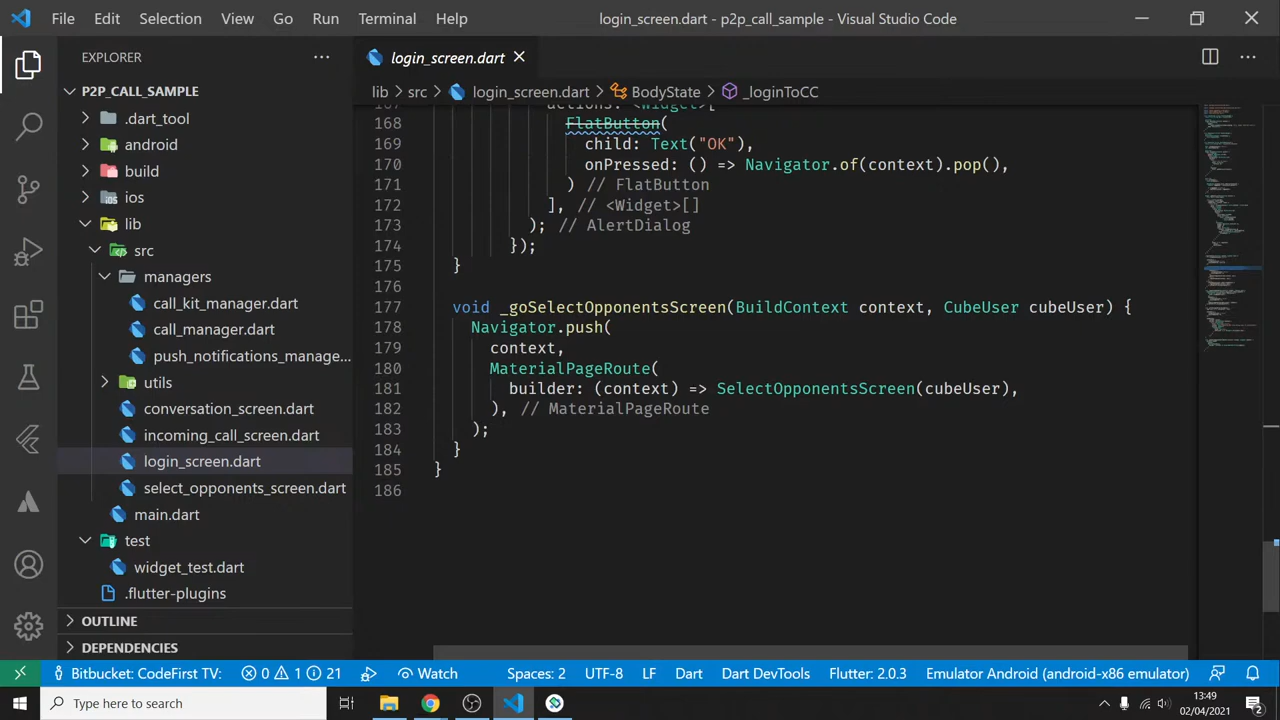 File Edit Selection View Go Run Terminal Help login_screen.dart - p2p_call_sample - Visual Studio Code
EXPLORER
P2P_CALL_SAMPLE
.dart_tool
android
build
ios
lib
src
managers
call_kit_manager.dart
call_manager.dart
push_notifications_manage...
utils
conversation_screen.dart
incoming_call_screen.dart
login_screen.dart
select_opponents_screen.dart
main.dart
test
widget_test.dart
.flutter-plugins
OUTLINE
DEPENDENCIES
login_screen.dart
lib > src > login_screen.dart > BodyState > _loginToCC
167 actions: <Widget>[
168 FlatButton(
169 child: Text("OK"),
170 onPressed: () => Navigator.of(context).pop(),
171 ) // FlatButton
172 ], // <Widget>[]
173 ); // AlertDialog
174 });
175 }
176
177 void _goSelectOpponentsScreen(BuildContext context, CubeUser cubeUser) {
178 Navigator.push(
179 context,
180 MaterialPageRoute(
181 builder: (context) => SelectOpponentsScreen(cubeUser),
182 ), // MaterialPageRoute
183 );
184 }
185 }
186
Bitbucket: CodeFirst TV: 0 1 21 Watch Spaces: 2 UTF-8 LF Dart Dart DevTools Flutter: 2.0.3 Emulator Android (android-x86 emulator)
Type here to search
13:49
02/04/2021
2